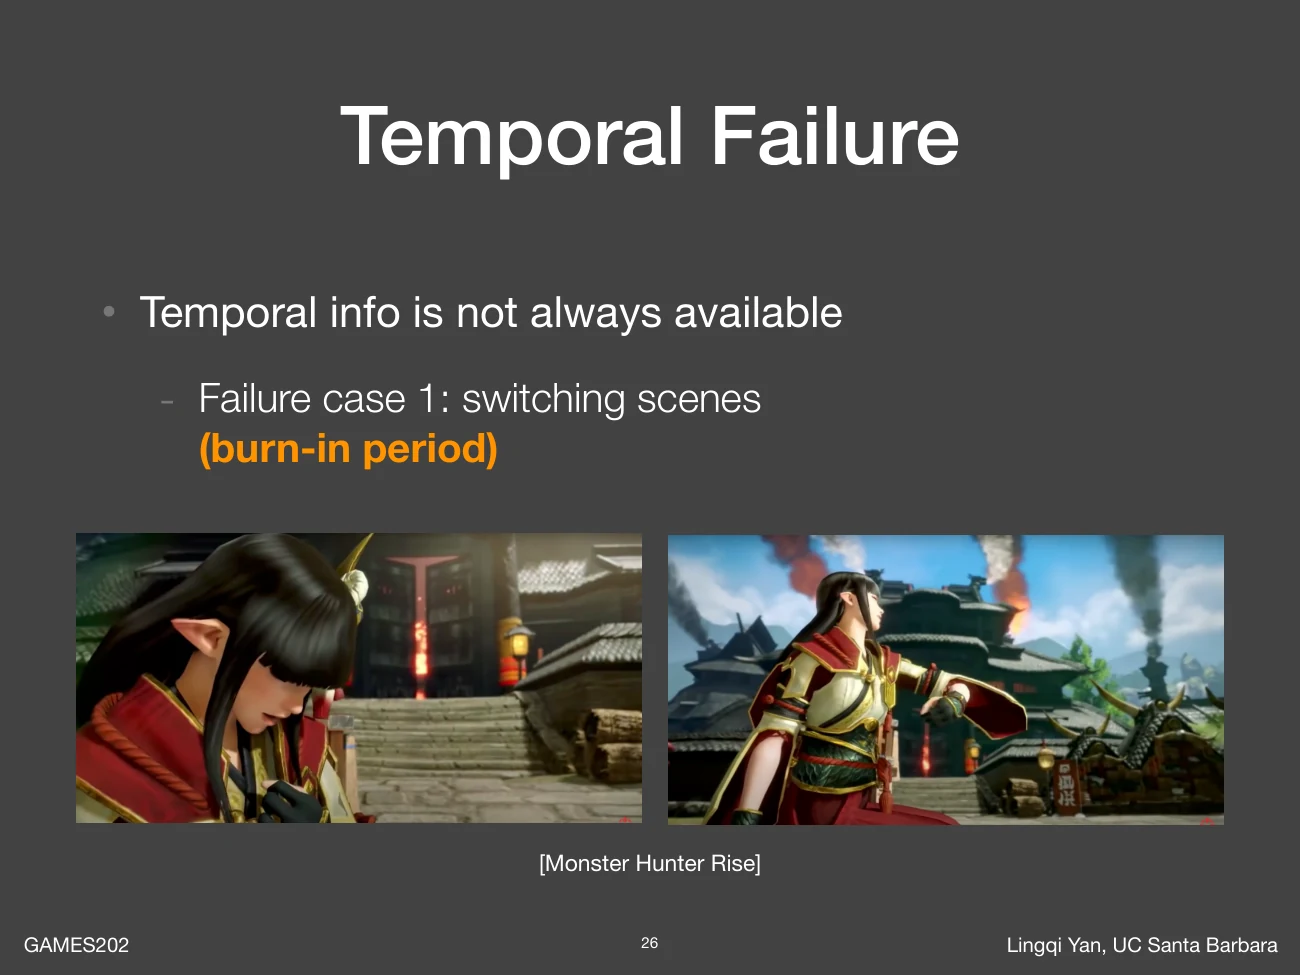 Temporal Failure
• Temporal info is not always available
- Failure case 1: switching scenes
(burn-in period)
[Monster Hunter Rise]
GAMES202
26
Lingqi Yan, UC Santa Barbara